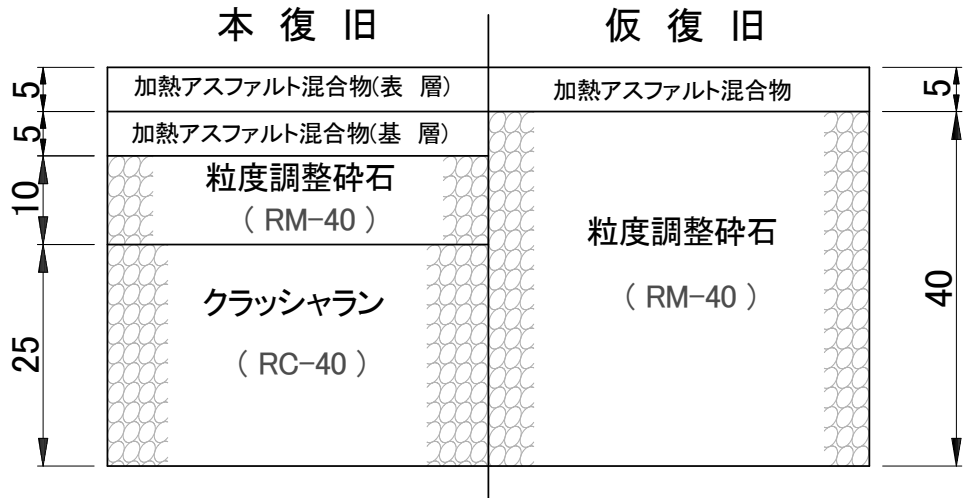 本 復 旧
仮 復 旧
5
加熱アスファルト混合物(表 層)
加熱アスファルト混合物
5
5
加熱アスファルト混合物(基 層)
10
粒度調整砕石
( RM-40 )
25
クラッシャラン
( RC-40 )
粒度調整砕石
( RM-40 )
40